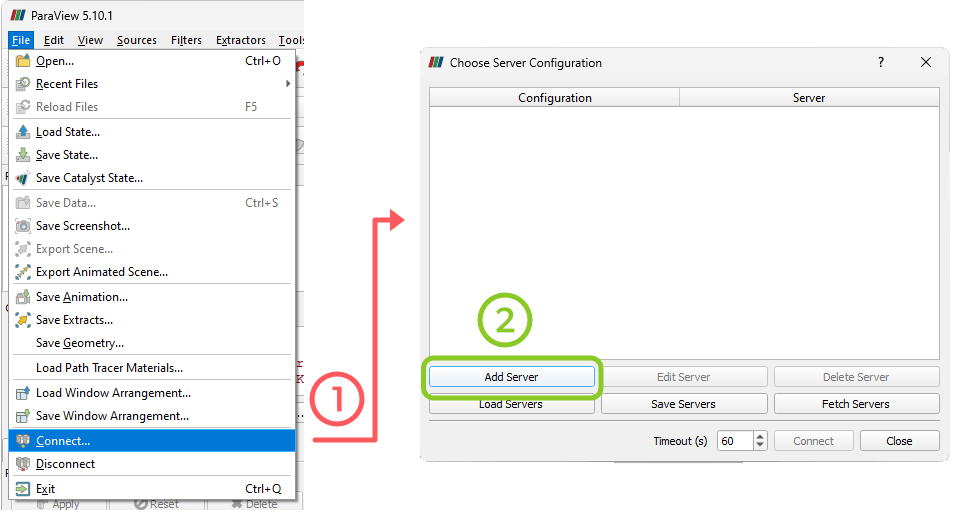 ParaView 5.10.1
File Edit View Sources Filters Extractors Tools
Open... Ctrl+O
Recent Files
Reload Files F5
Load State...
Save State...
Save Catalyst State...
Save Data... Ctrl+S
Save Screenshot...
Export Scene...
Export Animated Scene...
Save Animation...
Save Extracts...
Save Geometry...
Load Path Tracer Materials...
Load Window Arrangement...
Save Window Arrangement...
Connect...
Disconnect
Exit Ctrl+Q
Apply Reset Delete
1
Choose Server Configuration ?
Configuration Server
2
Add Server Edit Server Delete Server
Load Servers Save Servers Fetch Servers
Timeout (s) 60 Connect Close